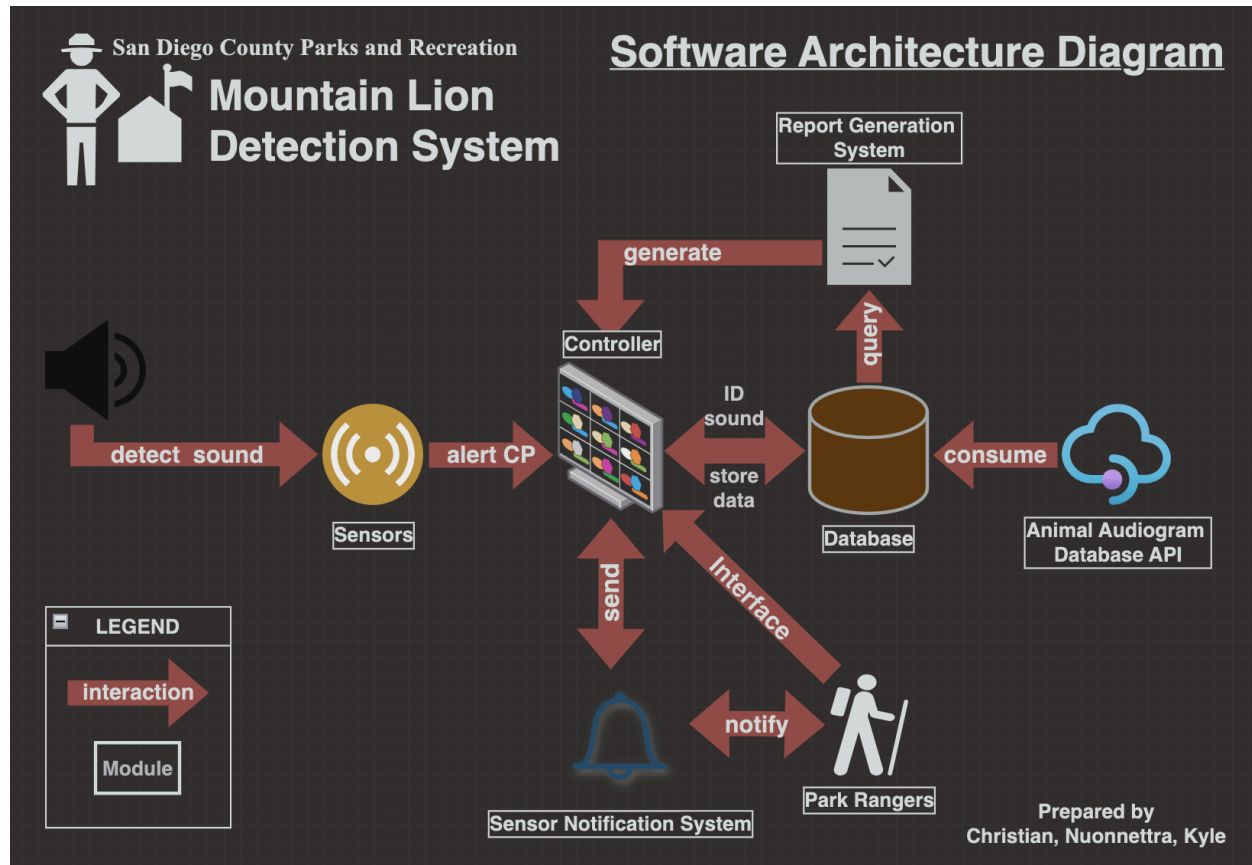 San Diego County Parks and Recreation
Mountain Lion
Detection System
Software Architecture Diagram
Report Generation
System
generate
query
Controller
ID
sound
detect sound
alert CP
consume
store
data
Sensors
Database
Animal Audiogram
Database API
send
Interface
LEGEND
interaction
Module
notify
Park Rangers
Sensor Notification System
Prepared by
Christian, Nuonnettra, Kyle